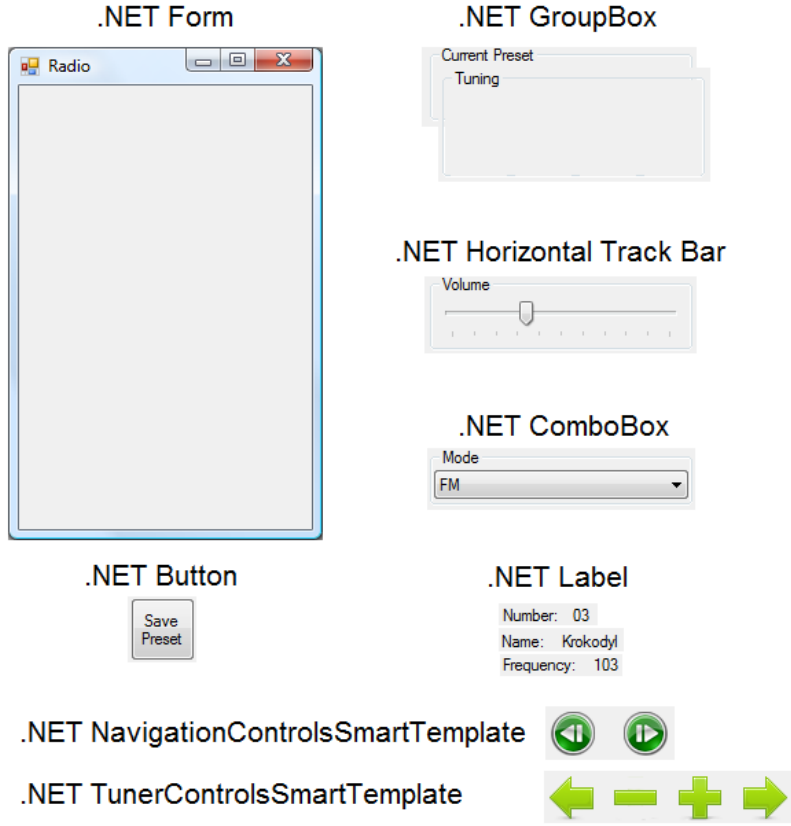 .NET Form
.NET GroupBox
Radio
Current Preset
Tuning
.NET Horizontal Track Bar
Volume
.NET ComboBox
Mode
FM
.NET Button
.NET Label
Save
Preset
Number: 03
Name: Krokodyl
Frequency: 103
.NET NavigationControlsSmartTemplate
.NET TunerControlsSmartTemplate